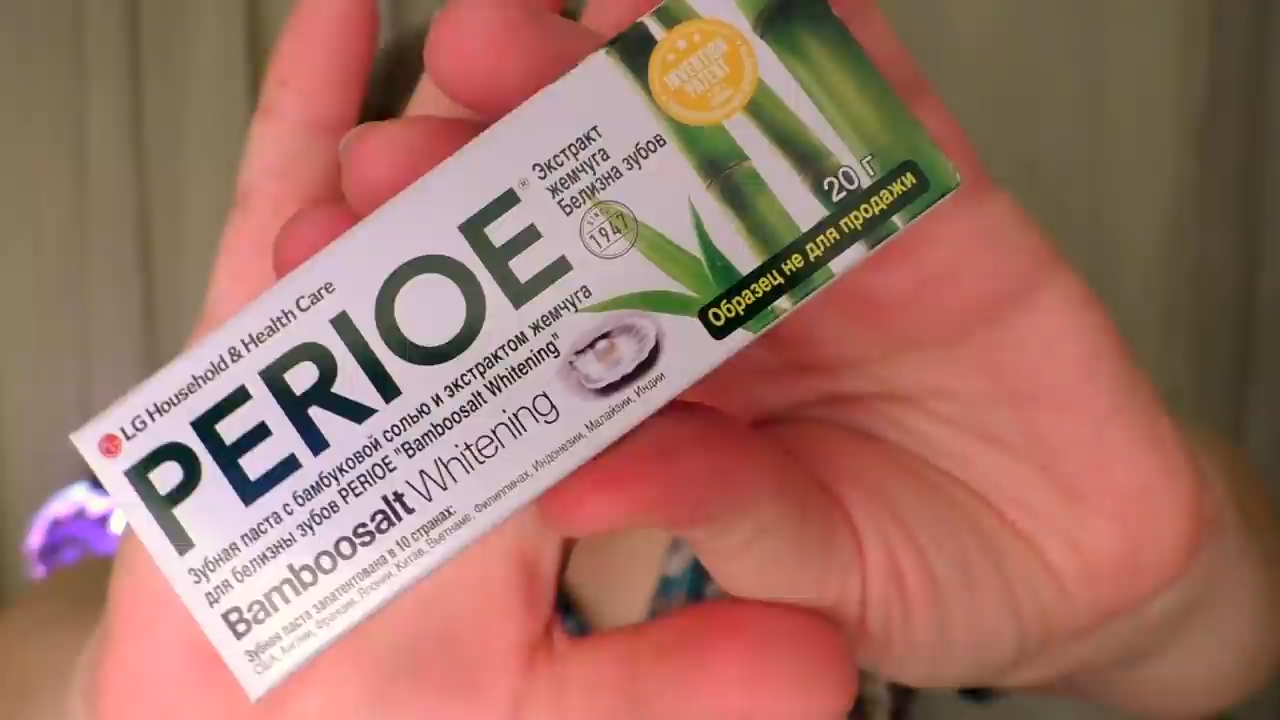 LG Household & Health Care
PERIOE®
Экстракт
жемчуга
Белизна зубов
SINCE
1947
INVENTION
PATENT
20 г
Образец не для продажи
Зубная паста с бамбуковой солью и экстрактом жемчуга
для белизны зубов PERIOE "Bamboosalt Whitening"
Bamboosalt Whitening
Зубная паста запатентована в 10 странах:
США, Англии, Франции, Японии, Китае, Вьетнаме, Филиппинах, Индонезии, Малайзии, Индии